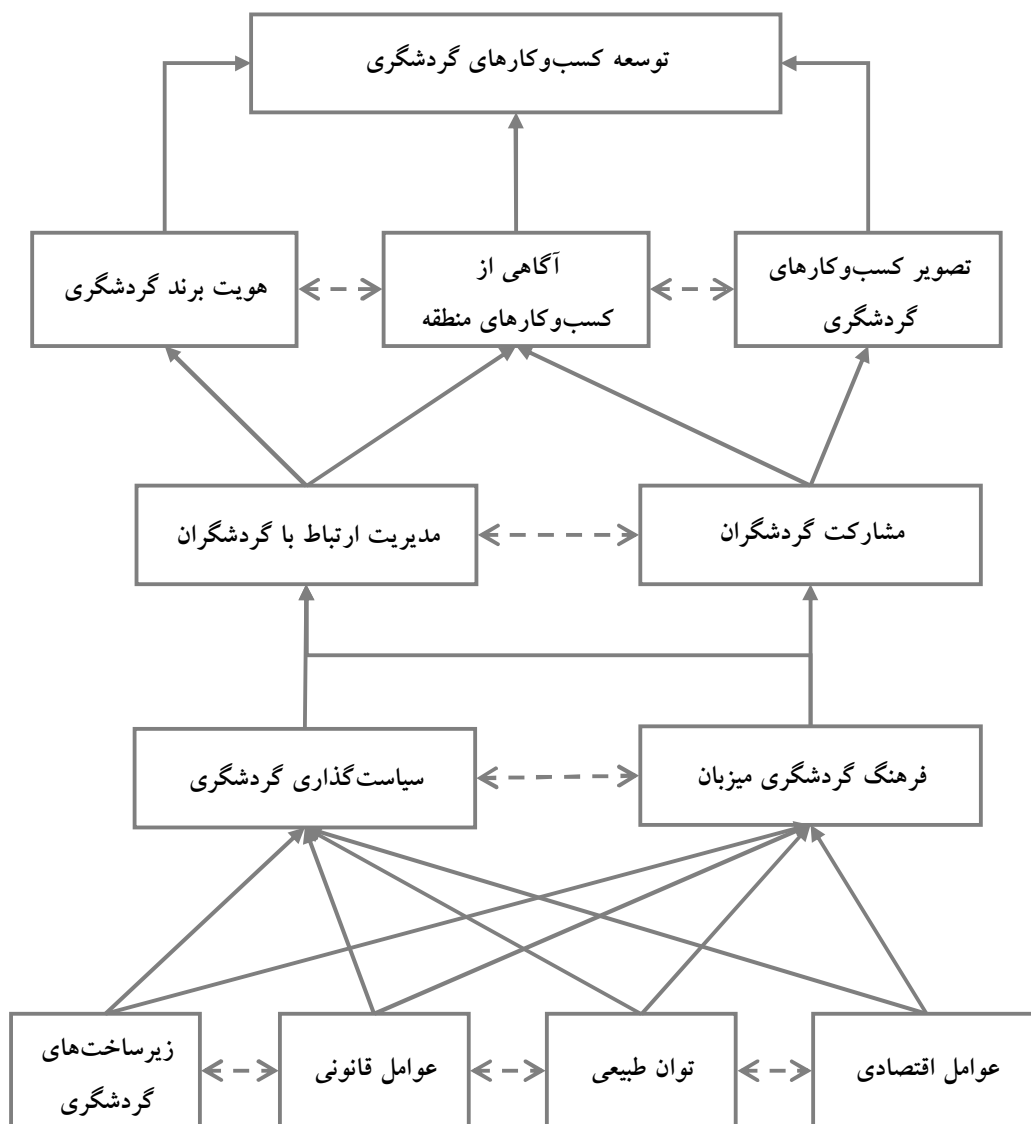 توسعه کسب‌وکارهای گردشگری
تصویر کسب‌وکارهای
گردشگری
آگاهی از
کسب‌وکارهای منطقه
هویت برند گردشگری
مشارکت گردشگران
مدیریت ارتباط با گردشگران
فرهنگ گردشگری میزبان
سیاست‌گذاری گردشگری
عوامل اقتصادی
توان طبیعی
عوامل قانونی
زیرساخت‌های
گردشگری